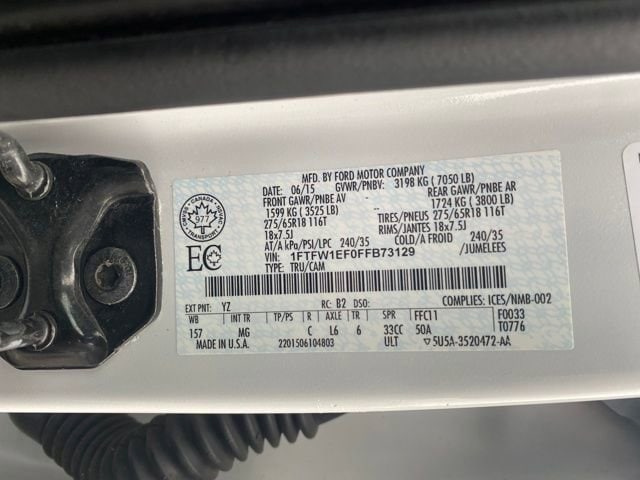 MFD. BY FORD MOTOR COMPANY
DATE: 06/15 GVWR/PNBV: 3198 KG ( 7050 LB)
FRONT GAWR/PNBE AV REAR GAWR/PNBE AR
1599 KG ( 3525 LB) 1724 KG ( 3800 LB)
275/65R18 116T TIRES/PNEUS 275/65R18 116T
18x7.5J RIMS/JANTES 18x7.5J
AT/A kPa/PSI/LPC 240/35 COLD/A FROID 240/35
VIN: 1FTFW1EF0FFB73129 /JUMELEES
TYPE: TRU/CAM
CANADA
977
TRANSPORT
EC
EXT PNT: YZ RC: B2 DSO: COMPLIES: ICES/NMB-002
WB INT TR TP/PS R AXLE TR SPR FFC11 F0033
157 MG C L6 6 33CC 50A T0776
MADE IN U.S.A. 2201506104803 ULT ▽5U5A-3520472-AA